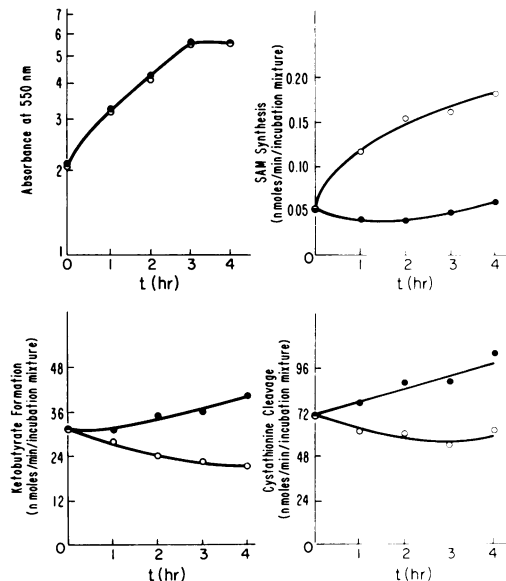 Absorbance at 550 nm
7
6
5
4
3
2
1
0 1 2 3 4
t (hr)
SAM Synthesis
(n moles/min/incubation mixture)
0.20
0.15
0.10
0.05
0
1 2 3 4
t (hr)
Ketobutyrate Formation
(n moles/min/incubation mixture)
48
36
24
12
0
1 2 3 4
t (hr)
Cystathionine Cleavage
(n moles/min/incubation mixture)
96
72
48
24
0
1 2 3 4
t (hr)